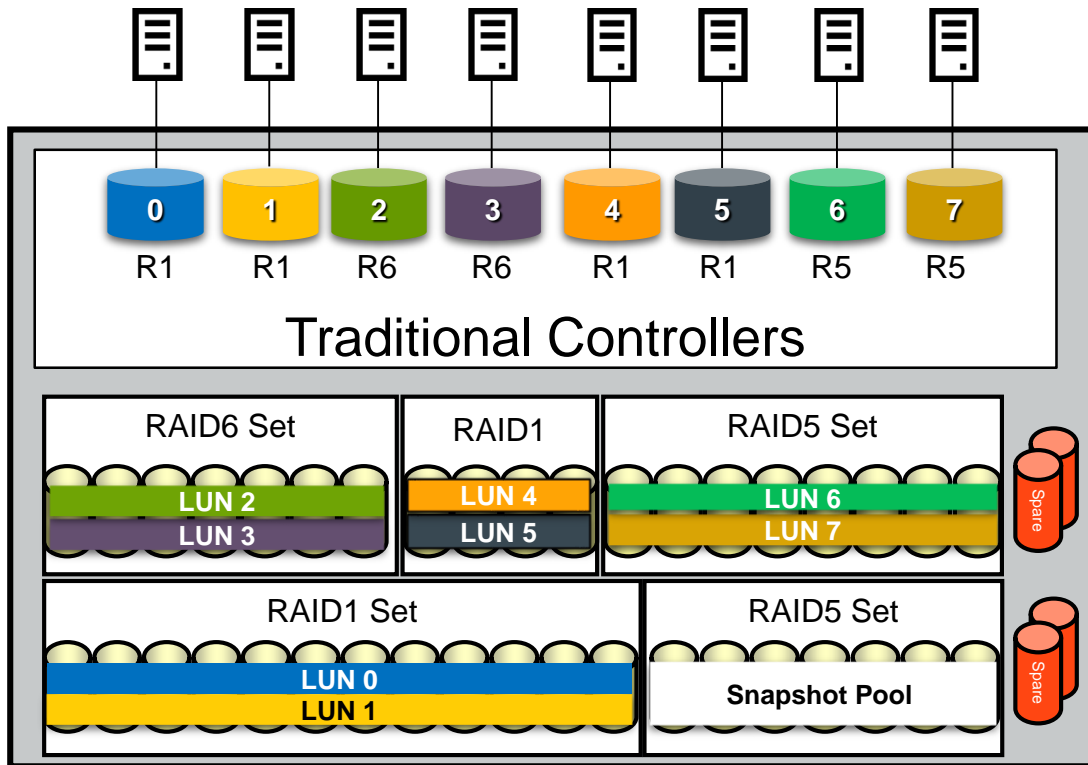 0 1 2 3 4 5 6 7
R1 R1 R6 R6 R1 R1 R5 R5
Traditional Controllers
RAID6 Set
LUN 2
LUN 3
RAID1
LUN 4
LUN 5
RAID5 Set
LUN 6
LUN 7
Spare
RAID1 Set
LUN 0
LUN 1
RAID5 Set
Snapshot Pool
Spare